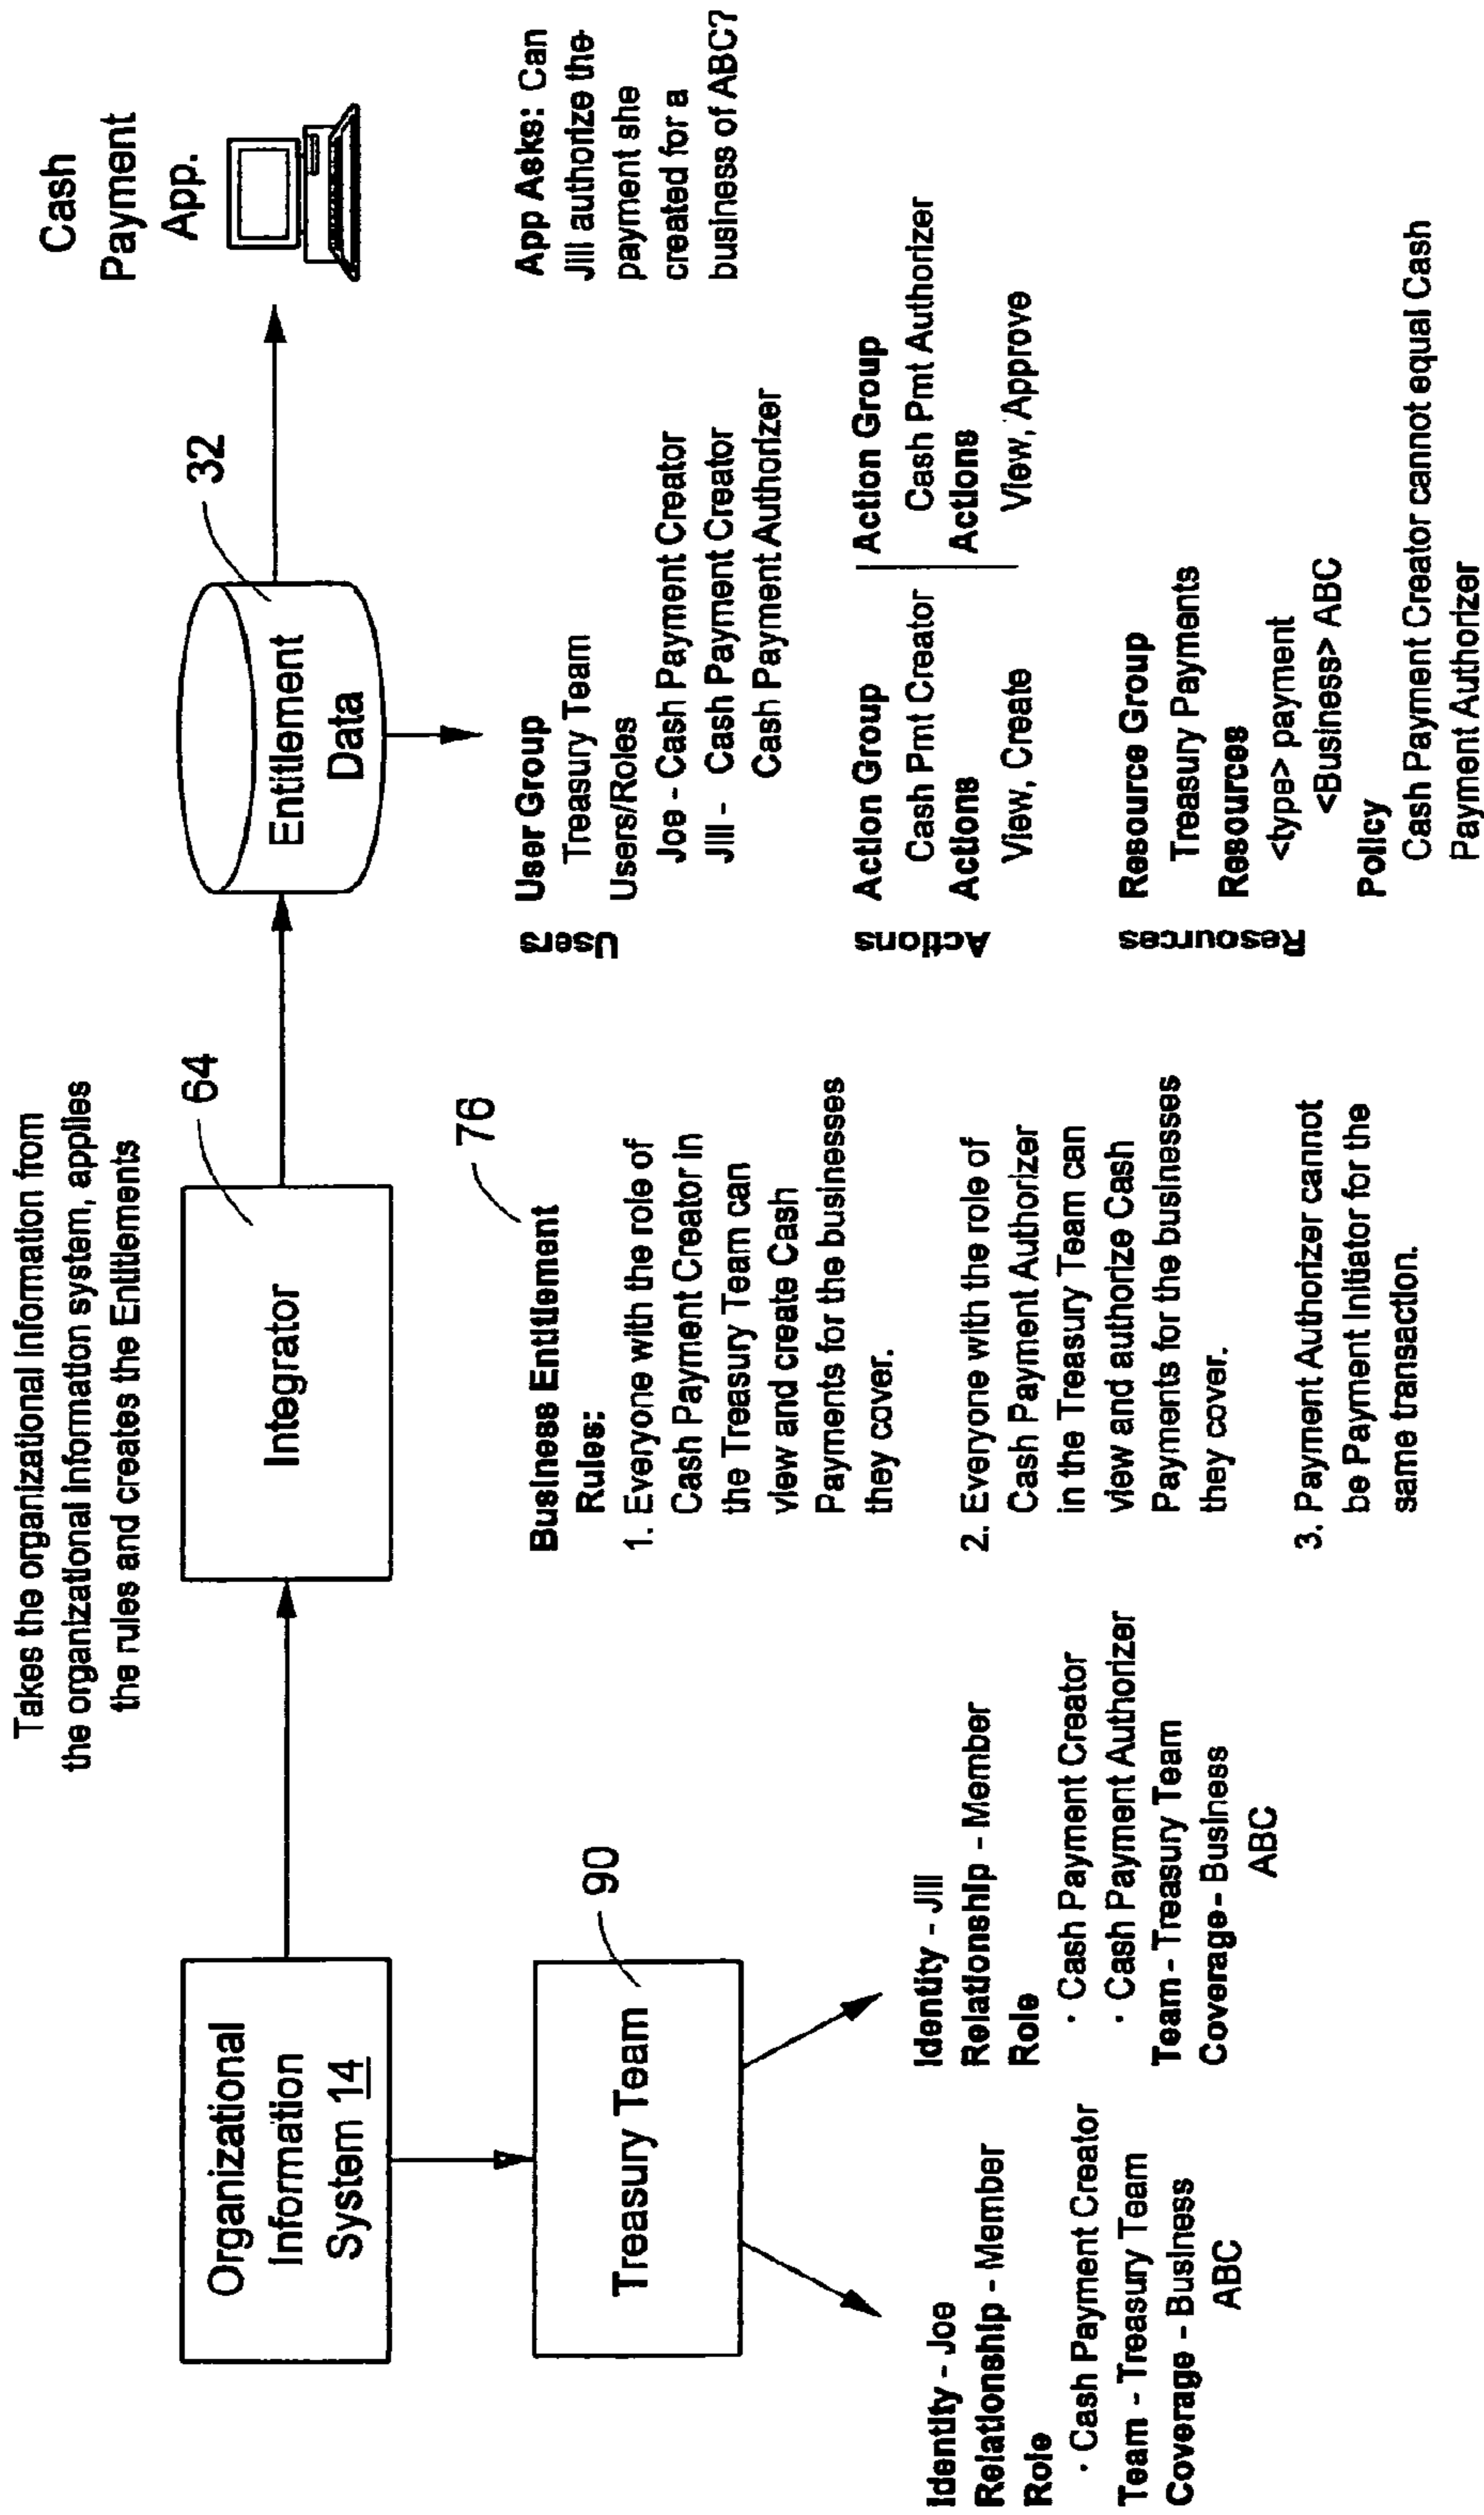 Takes the organizational information from
the organizational information system, applies
the rules and creates the Entitlements
Organizational
Information
System 14
Integrator
64
Entitlement
Data
32
Cash
Payment
App.
Treasury Team
90
Identity - Joe
Relationship - Member
Role
· Cash Payment Creator
Team - Treasury Team
Coverage - Business
ABC
Identity - Jill
Relationship - Member
Role
· Cash Payment Creator
· Cash Payment Authorizer
Team - Treasury Team
Coverage - Business
ABC
76
Business Entitlement
Rules:
1. Everyone with the role of
Cash Payment Creator in
the Treasury Team can
view and create Cash
Payments for the businesses
they cover.
2. Everyone with the role of
Cash Payment Authorizer
in the Treasury Team can
view and authorize Cash
Payments for the businesses
they cover.
3. Payment Authorizer cannot
be Payment Initiator for the
same transaction.
Users
User Group
Treasury Team
Users/Roles
Joe - Cash Payment Creator
Jill - Cash Payment Creator
Cash Payment Authorizer
Actions
Action Group
Cash Pmt Creator
Actions
View, Create
Action Group
Cash Pmt Authorizer
Actions
View, Approve
Resources
Resource Group
Treasury Payments
Resources
<type> payment
<Business> ABC
Policy
Cash Payment Creator cannot equal Cash
Payment Authorizer
App Asks: Can
Jill authorize the
payment she
created for a
business of ABC?